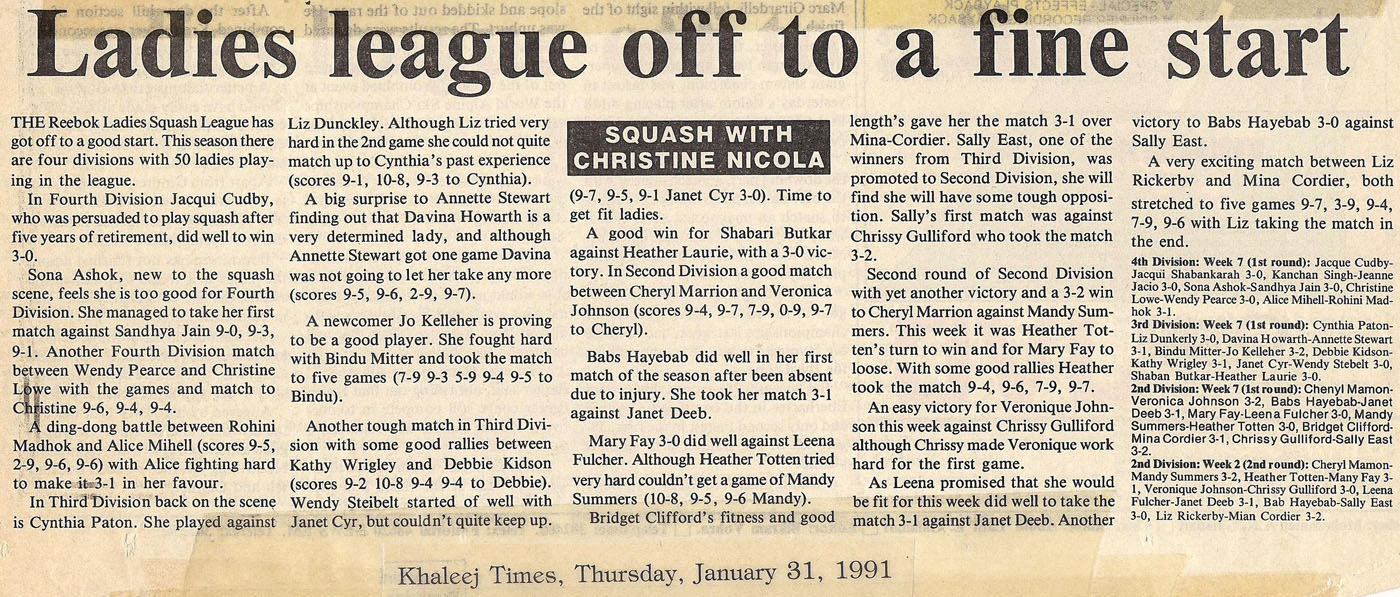 Ladies league off to a fine start
THE Reebok Ladies Squash League has
got off to a good start. This season there
are four divisions with 50 ladies play-
ing in the league.
In Fourth Division Jacqui Cudby,
who was persuaded to play squash after
five years of retirement, did well to win
3-0.
Sona Ashok, new to the squash
scene, feels she is too good for Fourth
Division. She managed to take her first
match against Sandhya Jain 9-0, 9-3,
9-1. Another Fourth Division match
between Wendy Pearce and Christine
Lowe with the games and match to
Christine 9-6, 9-4, 9-4.
A ding-dong battle between Rohini
Madhok and Alice Mihell (scores 9-5,
2-9, 9-6, 9-6) with Alice fighting hard
to make it 3-1 in her favour.
In Third Division back on the scene
is Cynthia Paton. She played against
Liz Dunckley. Although Liz tried very
hard in the 2nd game she could not quite
match up to Cynthia's past experience
(scores 9-1, 10-8, 9-3 to Cynthia).
A big surprise to Annette Stewart
finding out that Davina Howarth is a
very determined lady, and although
Annette Stewart got one game Davina
was not going to let her take any more
(scores 9-5, 9-6, 2-9, 9-7).
A newcomer Jo Kelleher is proving
to be a good player. She fought hard
with Bindu Mitter and took the match
to five games (7-9 9-3 5-9 9-4 9-5 to
Bindu).
Another tough match in Third Divi-
sion with some good rallies between
Kathy Wrigley and Debbie Kidson
(scores 9-2 10-8 9-4 9-4 to Debbie).
Wendy Steibelt started of well with
Janet Cyr, but couldn't quite keep up.
SQUASH WITH
CHRISTINE NICOLA
(9-7, 9-5, 9-1 Janet Cyr 3-0). Time to
get fit ladies.
A good win for Shabari Butkar
against Heather Laurie, with a 3-0 vic-
tory. In Second Division a good match
between Cheryl Marrion and Veronica
Johnson (scores 9-4, 9-7, 7-9, 0-9, 9-7
to Cheryl).
Babs Hayebab did well in her first
match of the season after been absent
due to injury. She took her match 3-1
against Janet Deeb.
Mary Fay 3-0 did well against Leena
Fulcher. Although Heather Totten tried
very hard couldn't get a game of Mandy
Summers (10-8, 9-5, 9-6 Mandy).
Bridget Clifford's fitness and good
length's gave her the match 3-1 over
Mina-Cordier. Sally East, one of the
winners from Third Division, was
promoted to Second Division, she will
find she will have some tough opposi-
tion. Sally's first match was against
Chrissy Gulliford who took the match
3-2.
Second round of Second Division
with yet another victory and a 3-2 win
to Cheryl Marrion against Mandy Sum-
mers. This week it was Heather Tot-
ten's turn to win and for Mary Fay to
loose. With some good rallies Heather
took the match 9-4, 9-6, 7-9, 9-7.
An easy victory for Veronique John-
son this week against Chrissy Gulliford
although Chrissy made Veronique work
hard for the first game.
As Leena promised that she would
be fit for this week did well to take the
match 3-1 against Janet Deeb. Another
victory to Babs Hayebab 3-0 against
Sally East.
A very exciting match between Liz
Rickerby and Mina Cordier, both
stretched to five games 9-7, 3-9, 9-4,
7-9, 9-6 with Liz taking the match in
the end.
4th Division: Week 7 (1st round): Jacque Cudby-
Jacqui Shabankarah 3-0, Kanchan Singh-Jeanne
Jacio 3-0, Sona Ashok-Sandhya Jain 3-0, Christine
Lowe-Wendy Pearce 3-0, Alice Mihell-Rohini Mad-
hok 3-1.
3rd Division: Week 7 (1st round): Cynthia Paton-
Liz Dunkerly 3-0, Davina Howarth-Annette Stewart
3-1, Bindu Mitter-Jo Kelleher 3-2, Debbie Kidson-
Kathy Wrigley 3-1, Janet Cyr-Wendy Stebelt 3-0,
Shaban Butkar-Heather Laurie 3-0.
2nd Division: Week 7 (1st round): Chenyl Mamon-
Veronica Johnson 3-2, Babs Hayebab-Janet
Deeb 3-1, Mary Fay-Leena Fulcher 3-0, Mandy
Summers-Heather Totten 3-0, Bridget Clifford-
Mina Cordier 3-1, Chrissy Gulliford-Sally East
3-2.
2nd Division: Week 2 (2nd round): Cheryl Mamon-
Mandy Summers 3-2, Heather Totten-Many Fay 3-
1, Veronique Johnson-Chrissy Gulliford 3-0, Leena
Fulcher-Janet Deeb 3-1, Bab Hayebab-Sally East
3-0, Liz Rickerby-Mian Cordier 3-2.
Khaleej Times, Thursday, January 31, 1991